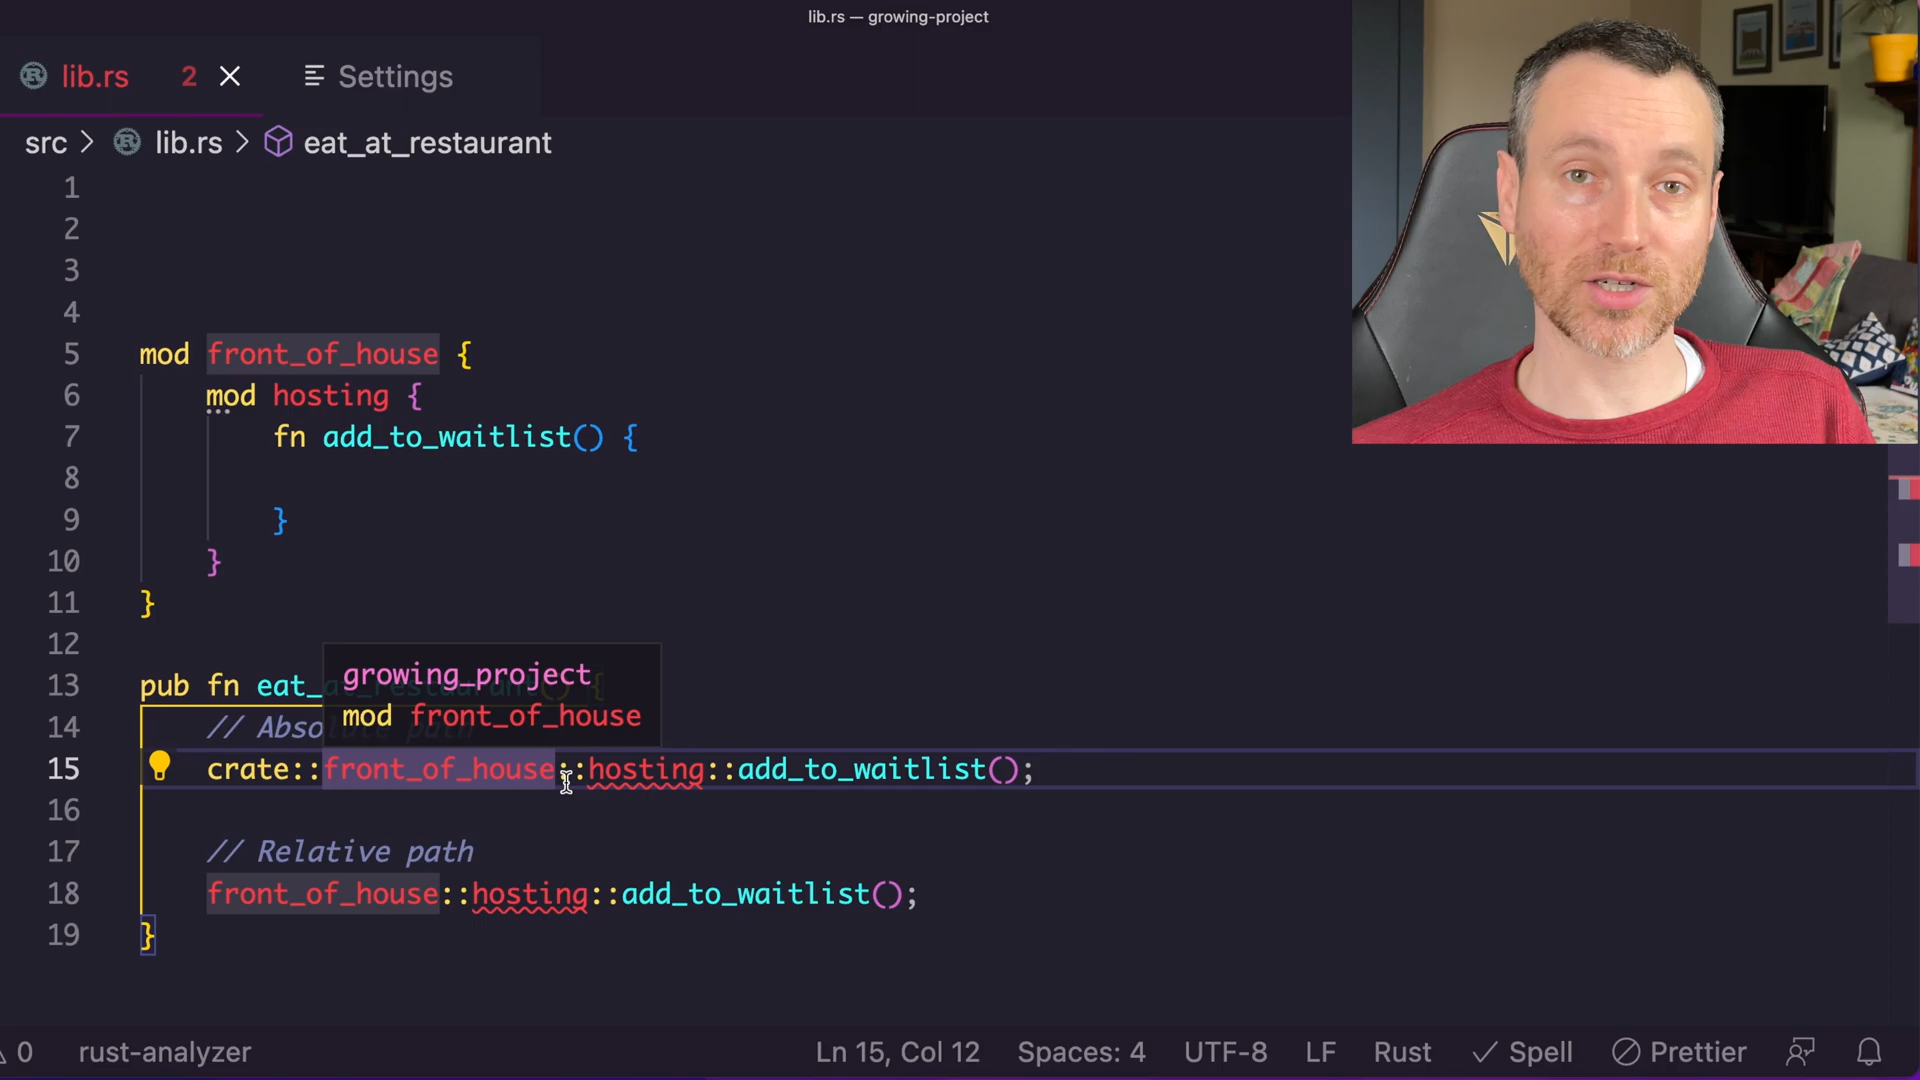 lib.rs — growing-project
lib.rs 2 Settings
src > lib.rs > eat_at_restaurant
1
2
3
4
5 mod front_of_house {
6 mod hosting {
7 fn add_to_waitlist() {
8
9 }
10 }
11 }
12
growing_project
13 pub fn eat_at_restaurant() {
mod front_of_house
14 // Absolute path
15 crate::front_of_house::hosting::add_to_waitlist();
16
17 // Relative path
18 front_of_house::hosting::add_to_waitlist();
19 }
0 rust-analyzer Ln 15, Col 12 Spaces: 4 UTF-8 LF Rust Spell Prettier